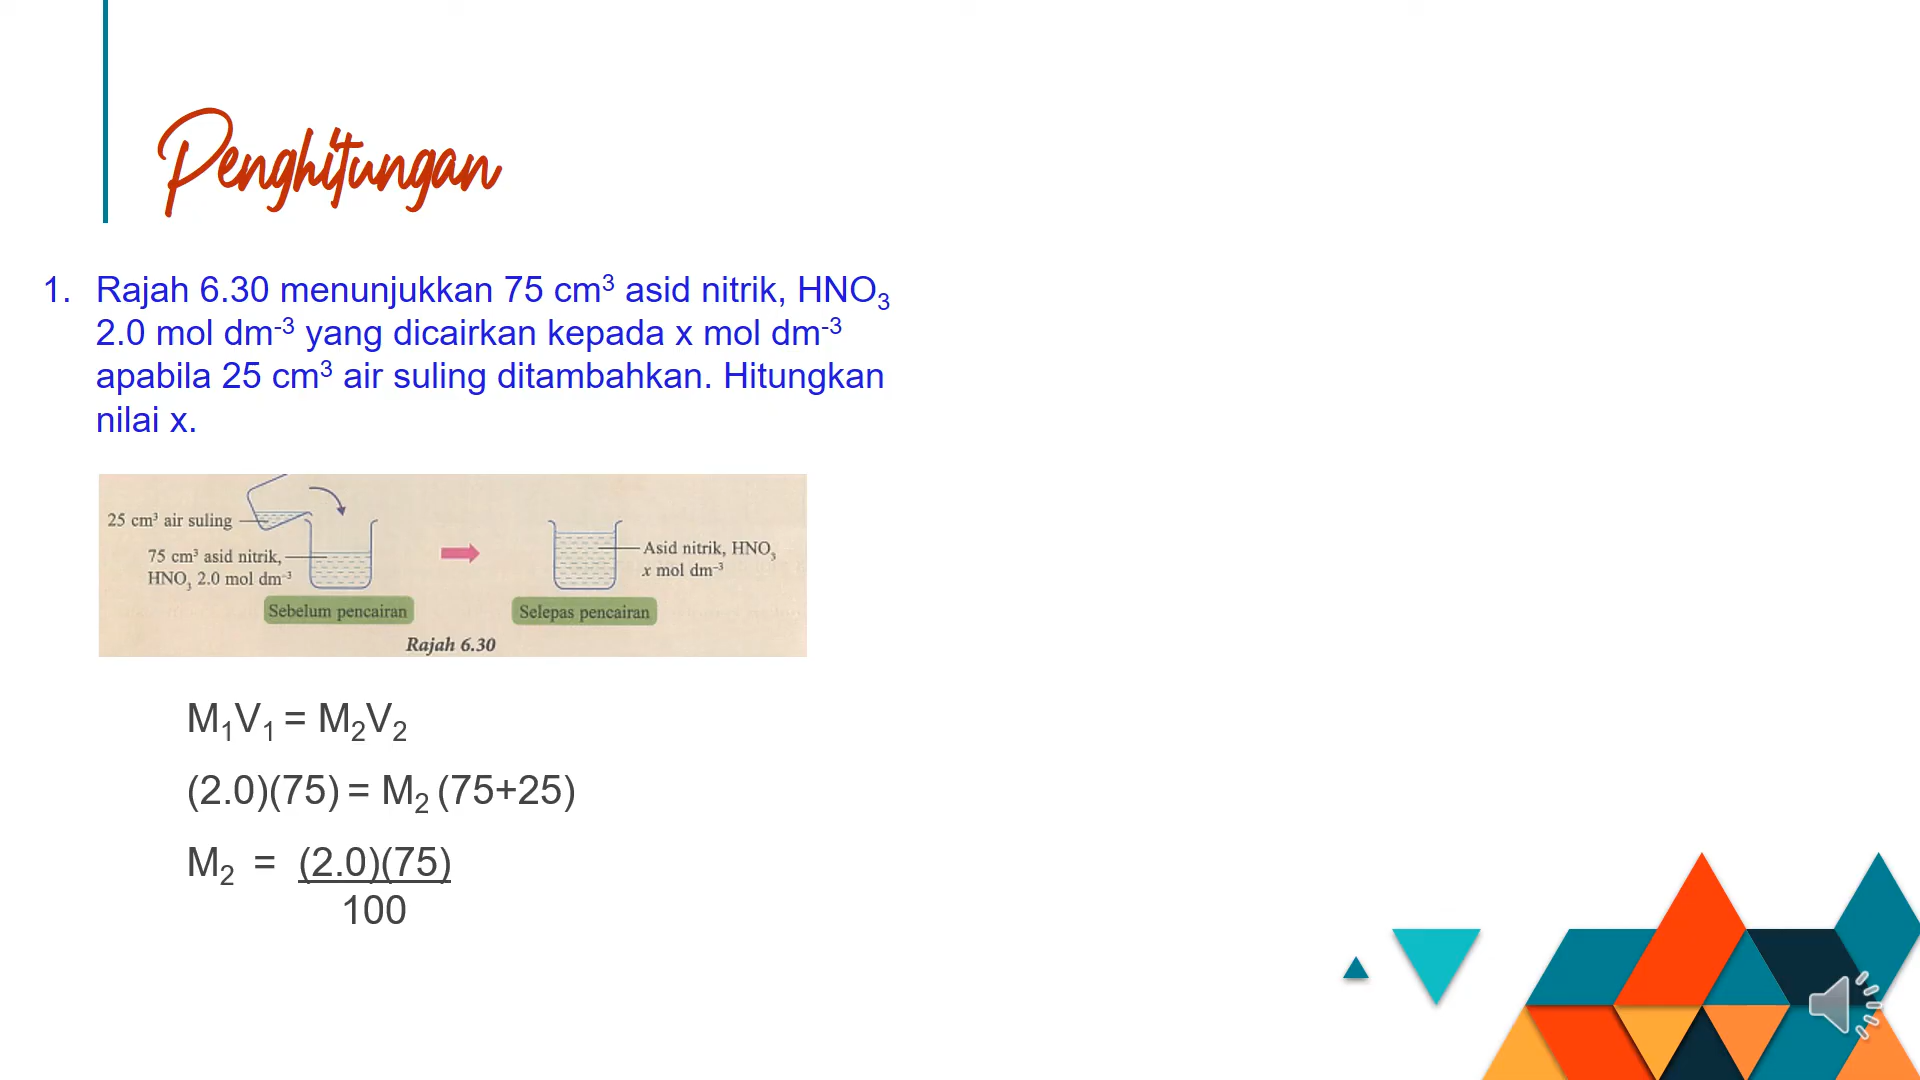 Penghitungan
1. Rajah 6.30 menunjukkan 75 cm³ asid nitrik, HNO₃
2.0 mol dm⁻³ yang dicairkan kepada x mol dm⁻³
apabila 25 cm³ air suling ditambahkan. Hitungkan
nilai x.
25 cm³ air suling
75 cm³ asid nitrik,
HNO₃ 2.0 mol dm⁻³
Asid nitrik, HNO₃
x mol dm⁻³
Sebelum pencairan
Selepas pencairan
Rajah 6.30
M₁V₁ = M₂V₂
(2.0)(75) = M₂ (75+25)
M₂ = (2.0)(75)
100